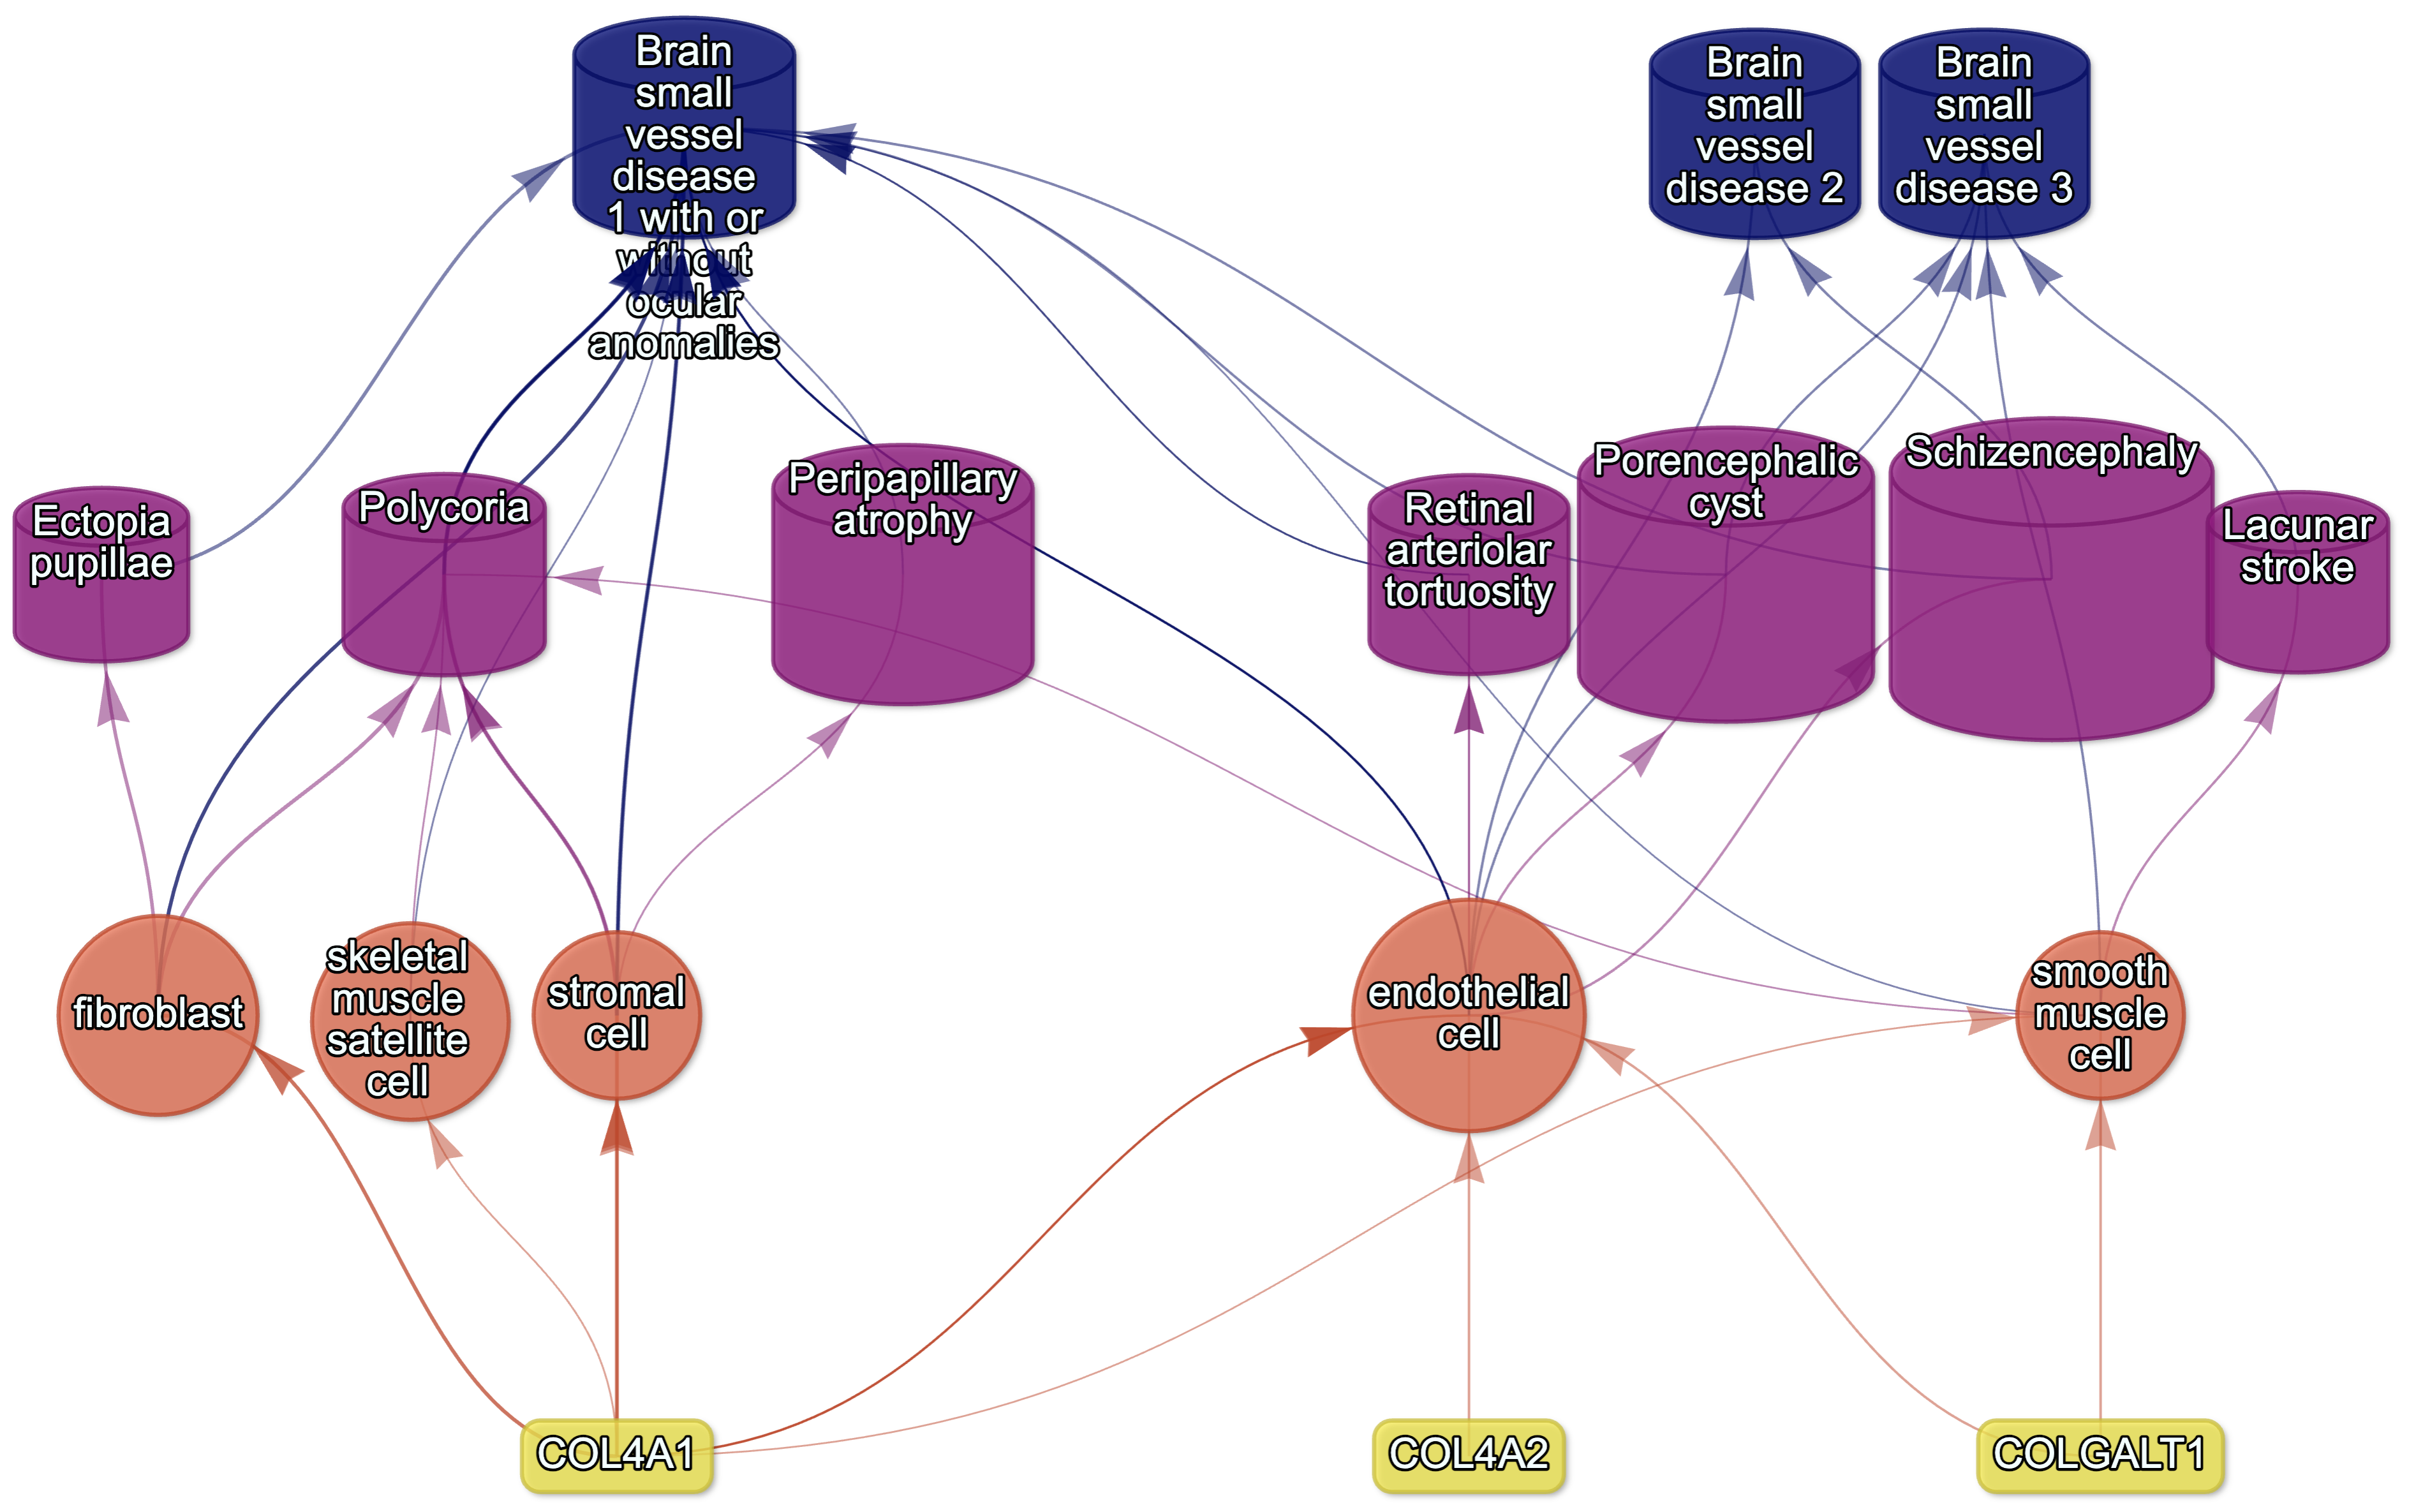 Brain
small
vessel
disease
1 with or
without
ocular
anomalies
Brain
small
vessel
disease 2
Brain
small
vessel
disease 3
Ectopia
pupillae
Polycoria
Peripapillary
atrophy
Retinal
arteriolar
tortuosity
Porencephalic
cyst
Schizencephaly
Lacunar
stroke
fibroblast
skeletal
muscle
satellite
cell
stromal
cell
endothelial
cell
smooth
muscle
cell
COL4A1
COL4A2
COLGALT1